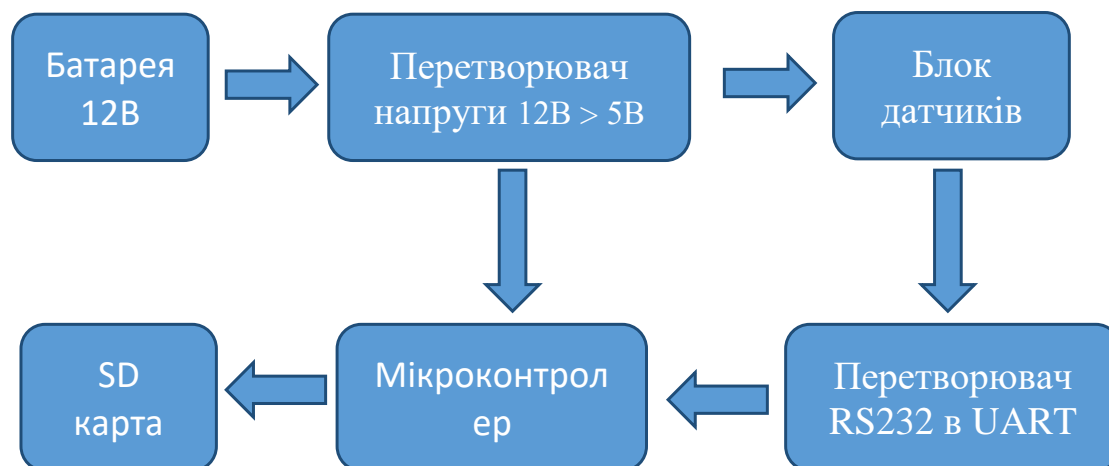 Батарея
12В
Перетворювач
напруги 12В > 5В
Блок
датчиків
SD
карта
Мікроконтрол
ер
Перетворювач
RS232 в UART